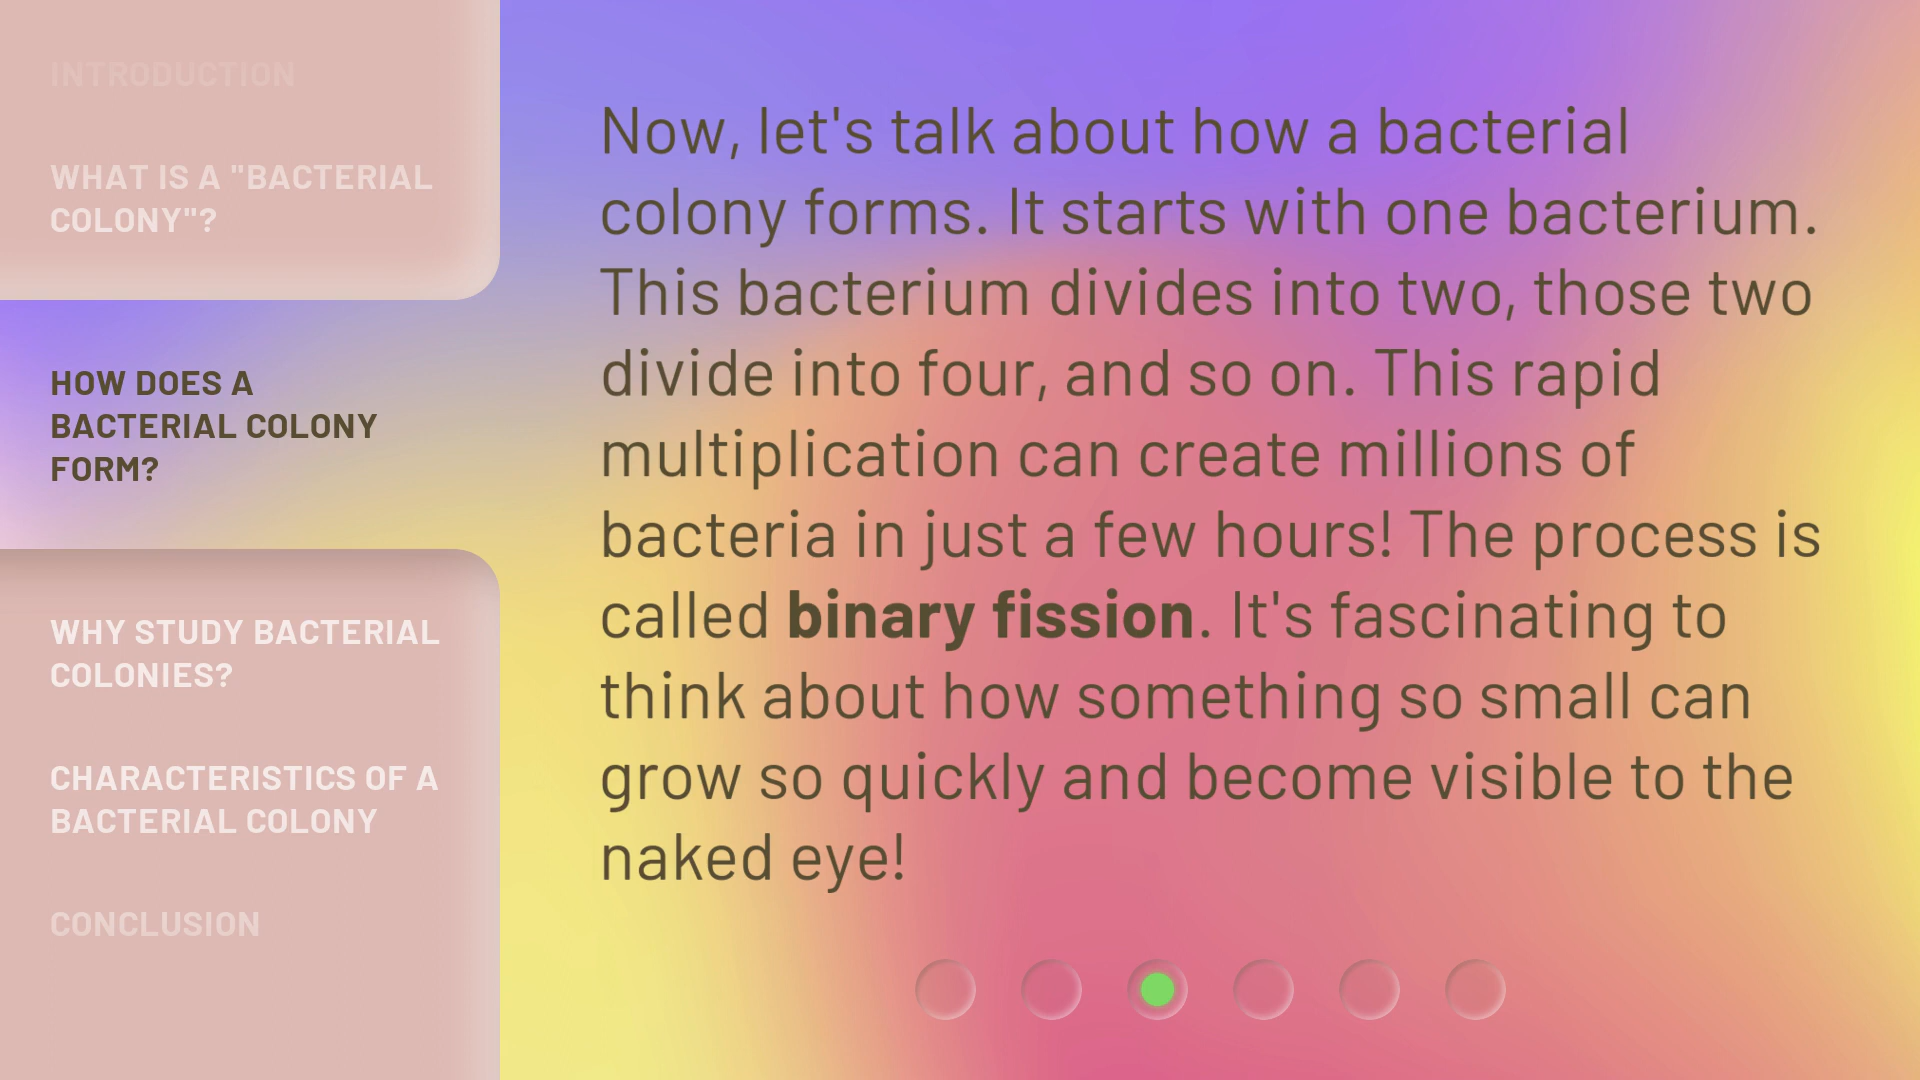 INTRODUCTION
WHAT IS A "BACTERIAL
COLONY"?
HOW DOES A
BACTERIAL COLONY
FORM?
WHY STUDY BACTERIAL
COLONIES?
CHARACTERISTICS OF A
BACTERIAL COLONY
CONCLUSION
Now, let's talk about how a bacterial
colony forms. It starts with one bacterium.
This bacterium divides into two, those two
divide into four, and so on. This rapid
multiplication can create millions of
bacteria in just a few hours! The process is
called binary fission. It's fascinating to
think about how something so small can
grow so quickly and become visible to the
naked eye!